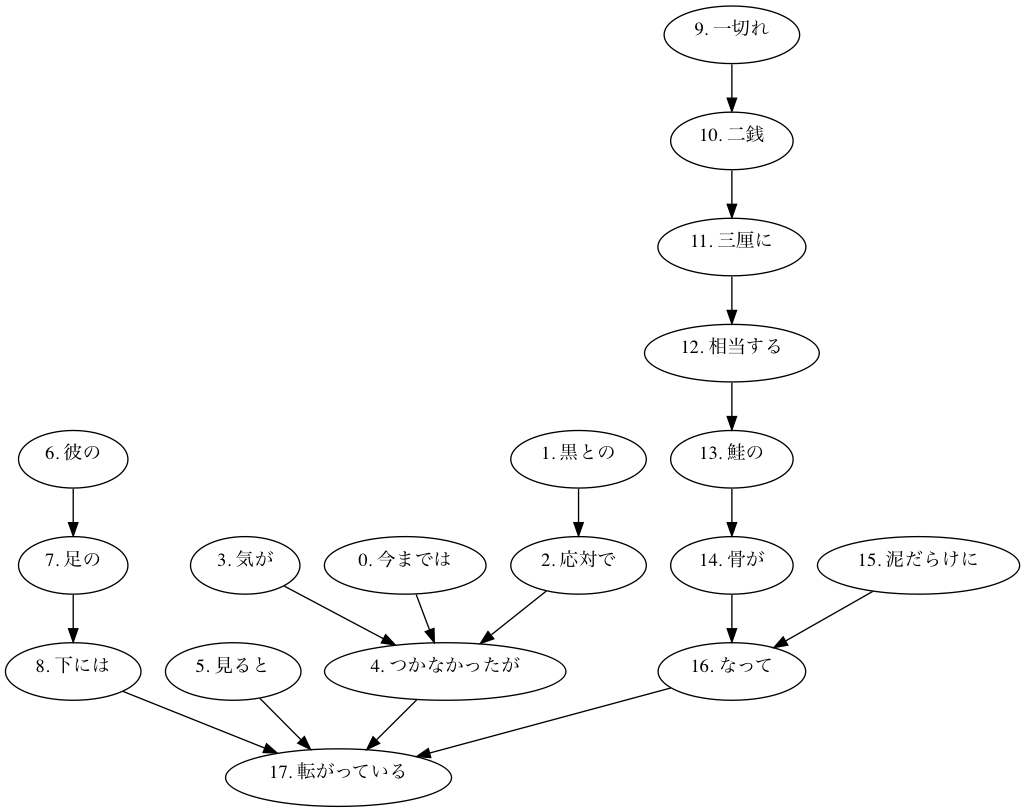 9. 一切れ
10. 二銭
11. 三厘に
12. 相当する
6. 彼の
1. 黒との
13. 鮭の
7. 足の
3. 気が
0. 今までは
2. 応対で
14. 骨が
15. 泥だらけに
8. 下には
5. 見ると
4. つかなかったが
16. なって
17. 転がっている